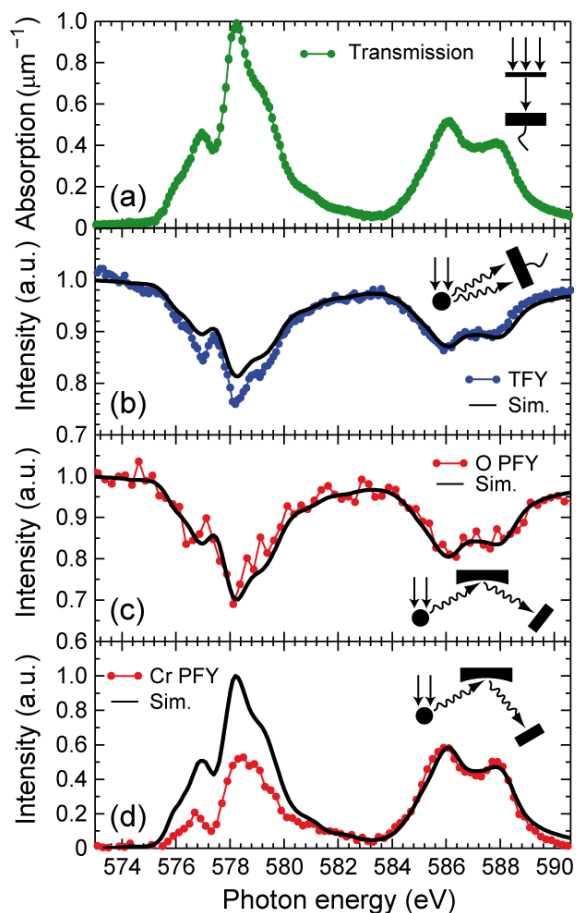 1.0
0.8
0.6
0.4
0.2
0
Absorption (μm⁻¹)
Transmission
(a)
1.0
0.9
0.8
0.7
Intensity (a.u.)
TFY
Sim.
(b)
1.0
0.9
0.8
0.7
0.6
Intensity (a.u.)
O PFY
Sim.
(c)
1.0
0.8
0.6
0.4
0.2
0
Intensity (a.u.)
Cr PFY
Sim.
(d)
574 576 578 580 582 584 586 588 590
Photon energy (eV)